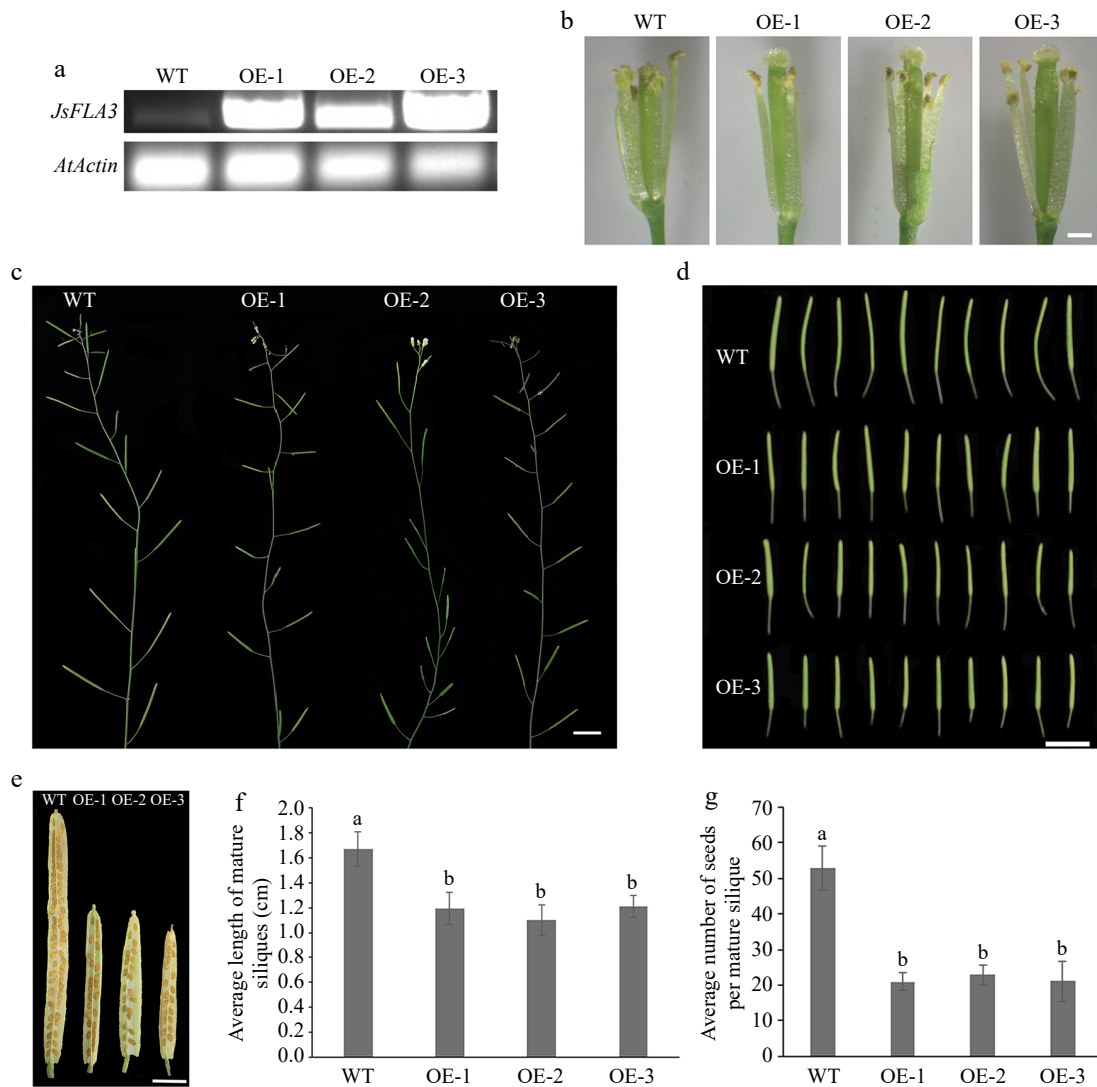 a
WT OE-1 OE-2 OE-3
JsFLA3
AtActin
b
WT OE-1 OE-2 OE-3
c
WT OE-1 OE-2 OE-3
d
WT
OE-1
OE-2
OE-3
e
WT OE-1 OE-2 OE-3
f
Average length of mature
siliques (cm)
2.0
1.8
1.6
1.4
1.2
1.0
0.8
0.6
0.4
0.2
0.0
a
b
b
b
WT OE-1 OE-2 OE-3
g
Average number of seeds
per mature silique
70
60
50
40
30
20
10
0
a
b
b
b
WT OE-1 OE-2 OE-3